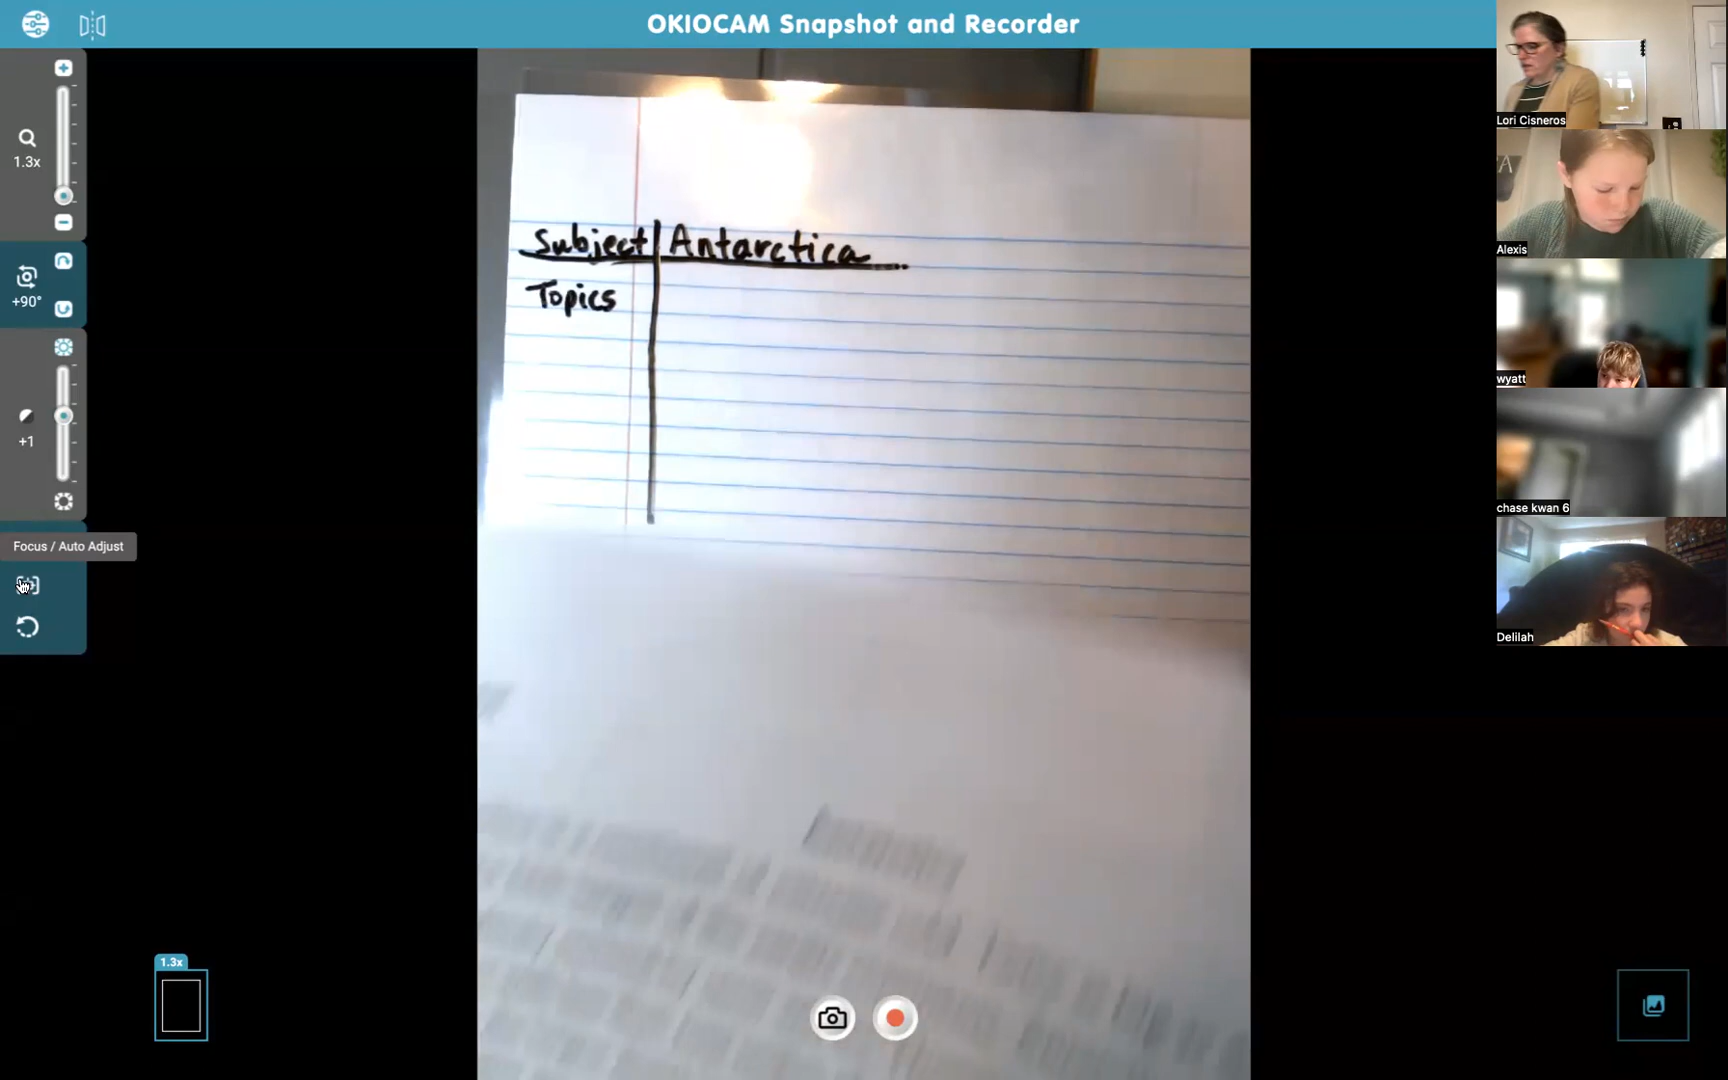 OKIOCAM Snapshot and Recorder
1.3x
+90°
+1
Focus / Auto Adjust
Subject Antarctica
Topics
1.3x
Lori Cisneros
Alexis
wyatt
chase kwan 6
Delilah